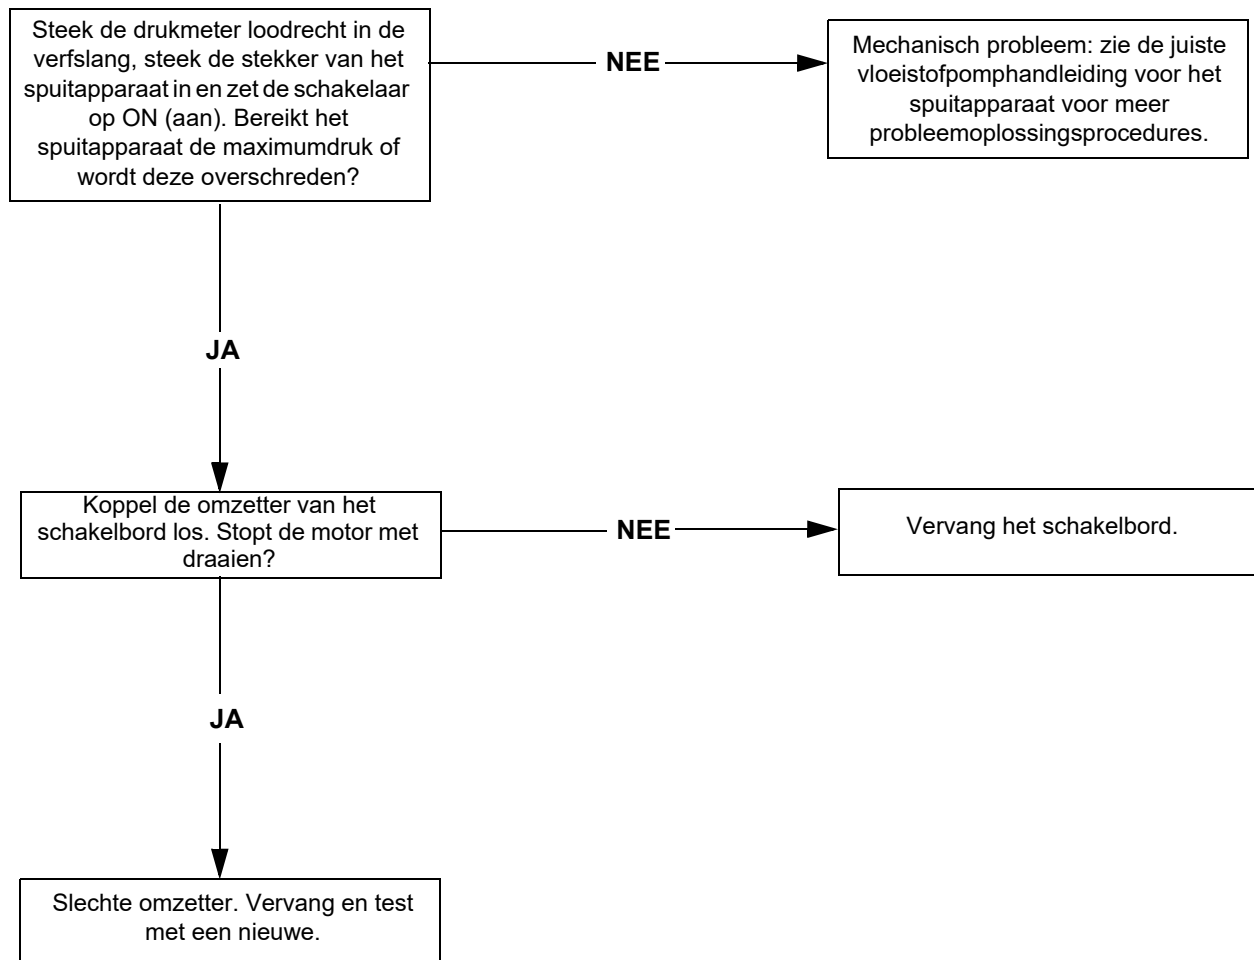 Steek de drukmeter loodrecht in de
verfslang, steek de stekker van het
spuitapparaat in en zet de schakelaar
op ON (aan). Bereikt het
spuitapparaat de maximumdruk of
wordt deze overschreden?
NEE
Mechanisch probleem: zie de juiste
vloeistofpomphandleiding voor het
spuitapparaat voor meer
probleemoplossingsprocedures.
JA
Koppel de omzetter van het
schakelbord los. Stopt de motor met
draaien?
NEE
Vervang het schakelbord.
JA
Slechte omzetter. Vervang en test
met een nieuwe.